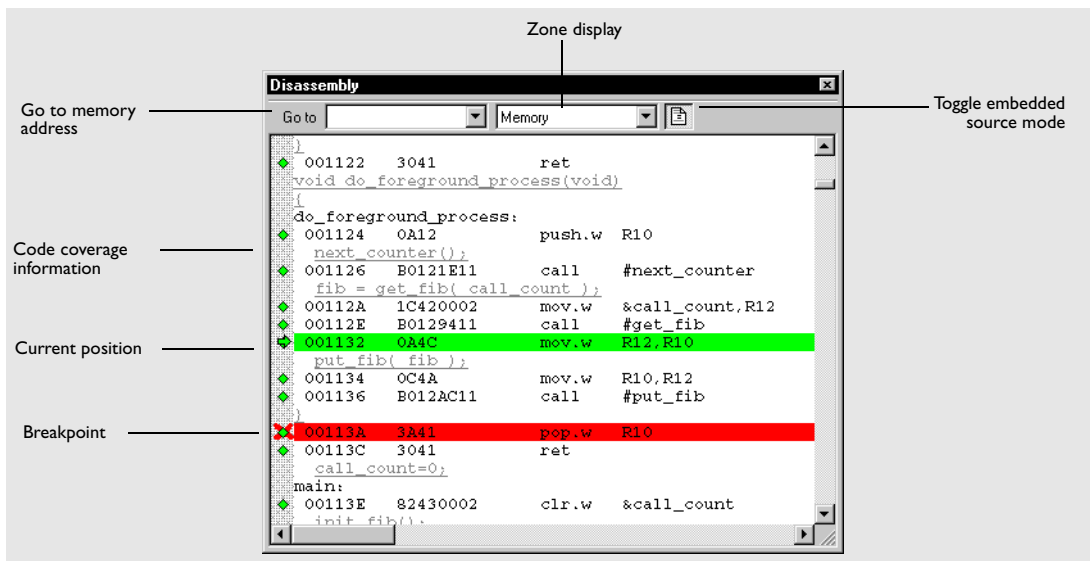 Zone display
Disassembly
Go to memory
address
Go to
Memory
Toggle embedded
source mode
}
001122 3041 ret
void do_foreground_process(void)
{
do_foreground_process:
001124 0A12 push.w R10
Code coverage
information
next_counter();
001126 B0121E11 call #next_counter
fib = get_fib( call_count );
00112A 1C420002 mov.w &call_count,R12
00112E B0129411 call #get_fib
Current position
001132 0A4C mov.w R12,R10
put_fib( fib );
001134 0C4A mov.w R10,R12
001136 B012AC11 call #put_fib
}
Breakpoint
00113A 3A41 pop.w R10
00113C 3041 ret
call_count=0;
main:
00113E 82430002 clr.w &call_count
init_fib();